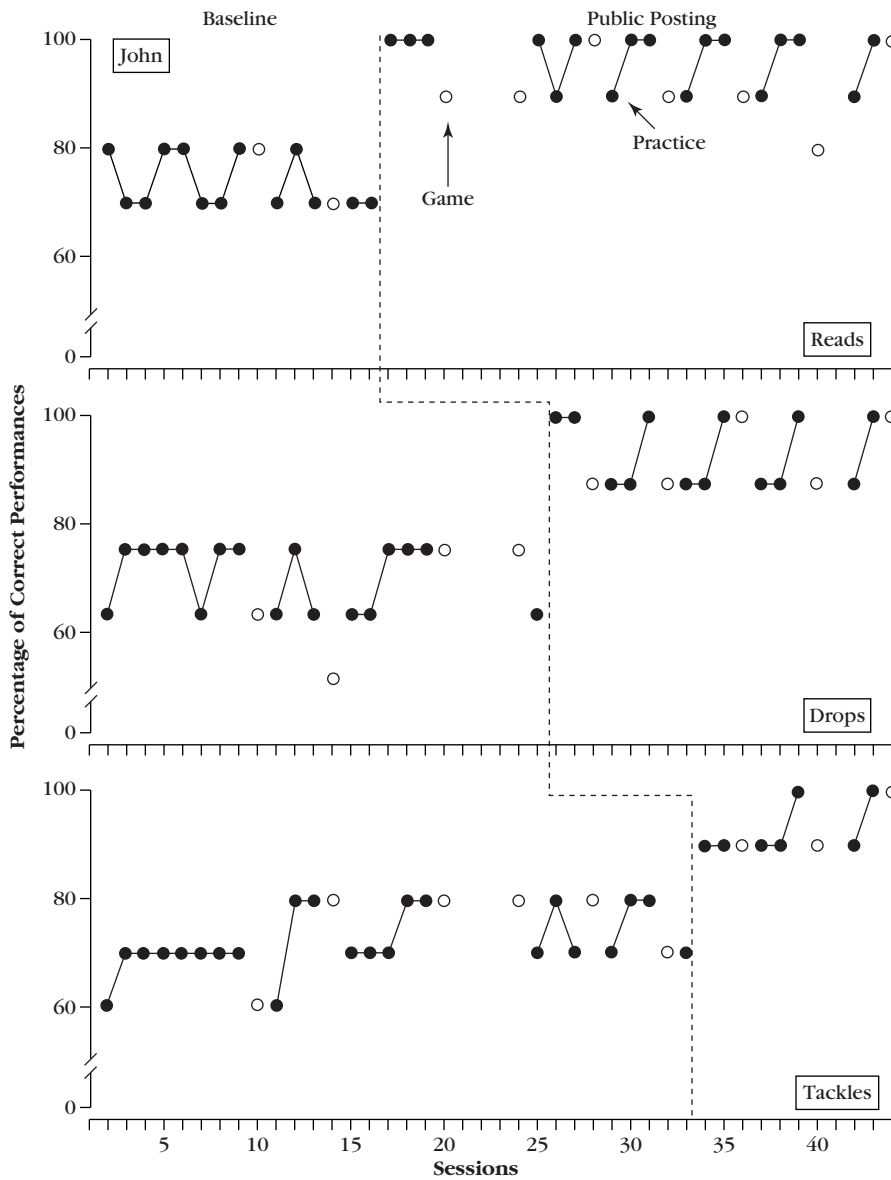 Baseline
Public Posting
100
John
80
Practice
Game
60
Reads
0
Percentage of Correct Performances
100
80
60
Drops
0
100
80
60
Tackles
0
5 10 15 20 25 30 35 40
Sessions